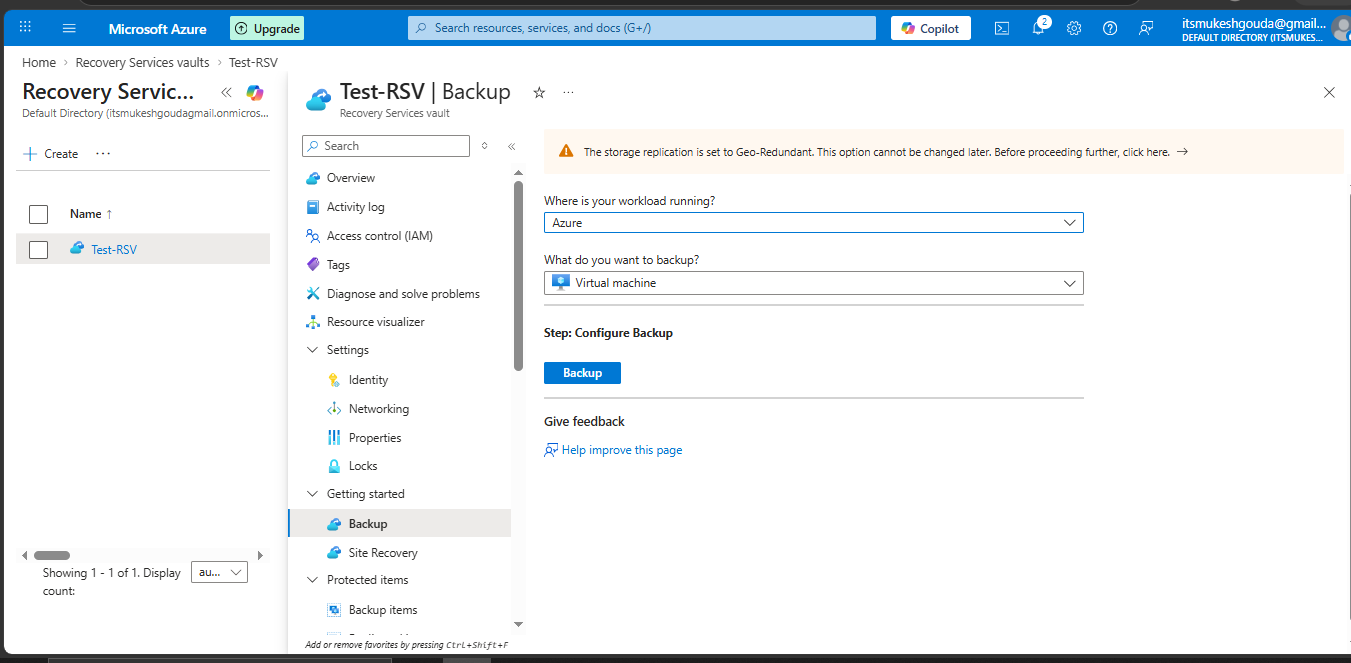 Microsoft Azure
Upgrade
Search resources, services, and docs (G+/)
Copilot
2
itsmukeshgouda@gmail...
DEFAULT DIRECTORY (ITSMUKES...
Home > Recovery Services vaults > Test-RSV
Recovery Servic...
Default Directory (itsmukeshgoudagmail.onmicros...
Create
Name ↑
Test-RSV
Showing 1 - 1 of 1. Display
count:
au...
Test-RSV | Backup
Recovery Services vault
Search
Overview
Activity log
Access control (IAM)
Tags
Diagnose and solve problems
Resource visualizer
Settings
Identity
Networking
Properties
Locks
Getting started
Backup
Site Recovery
Protected items
Backup items
Add or remove favorites by pressing Ctrl+Shift+F
The storage replication is set to Geo-Redundant. This option cannot be changed later. Before proceeding further, click here. →
Where is your workload running?
Azure
What do you want to backup?
Virtual machine
Step: Configure Backup
Backup
Give feedback
Help improve this page